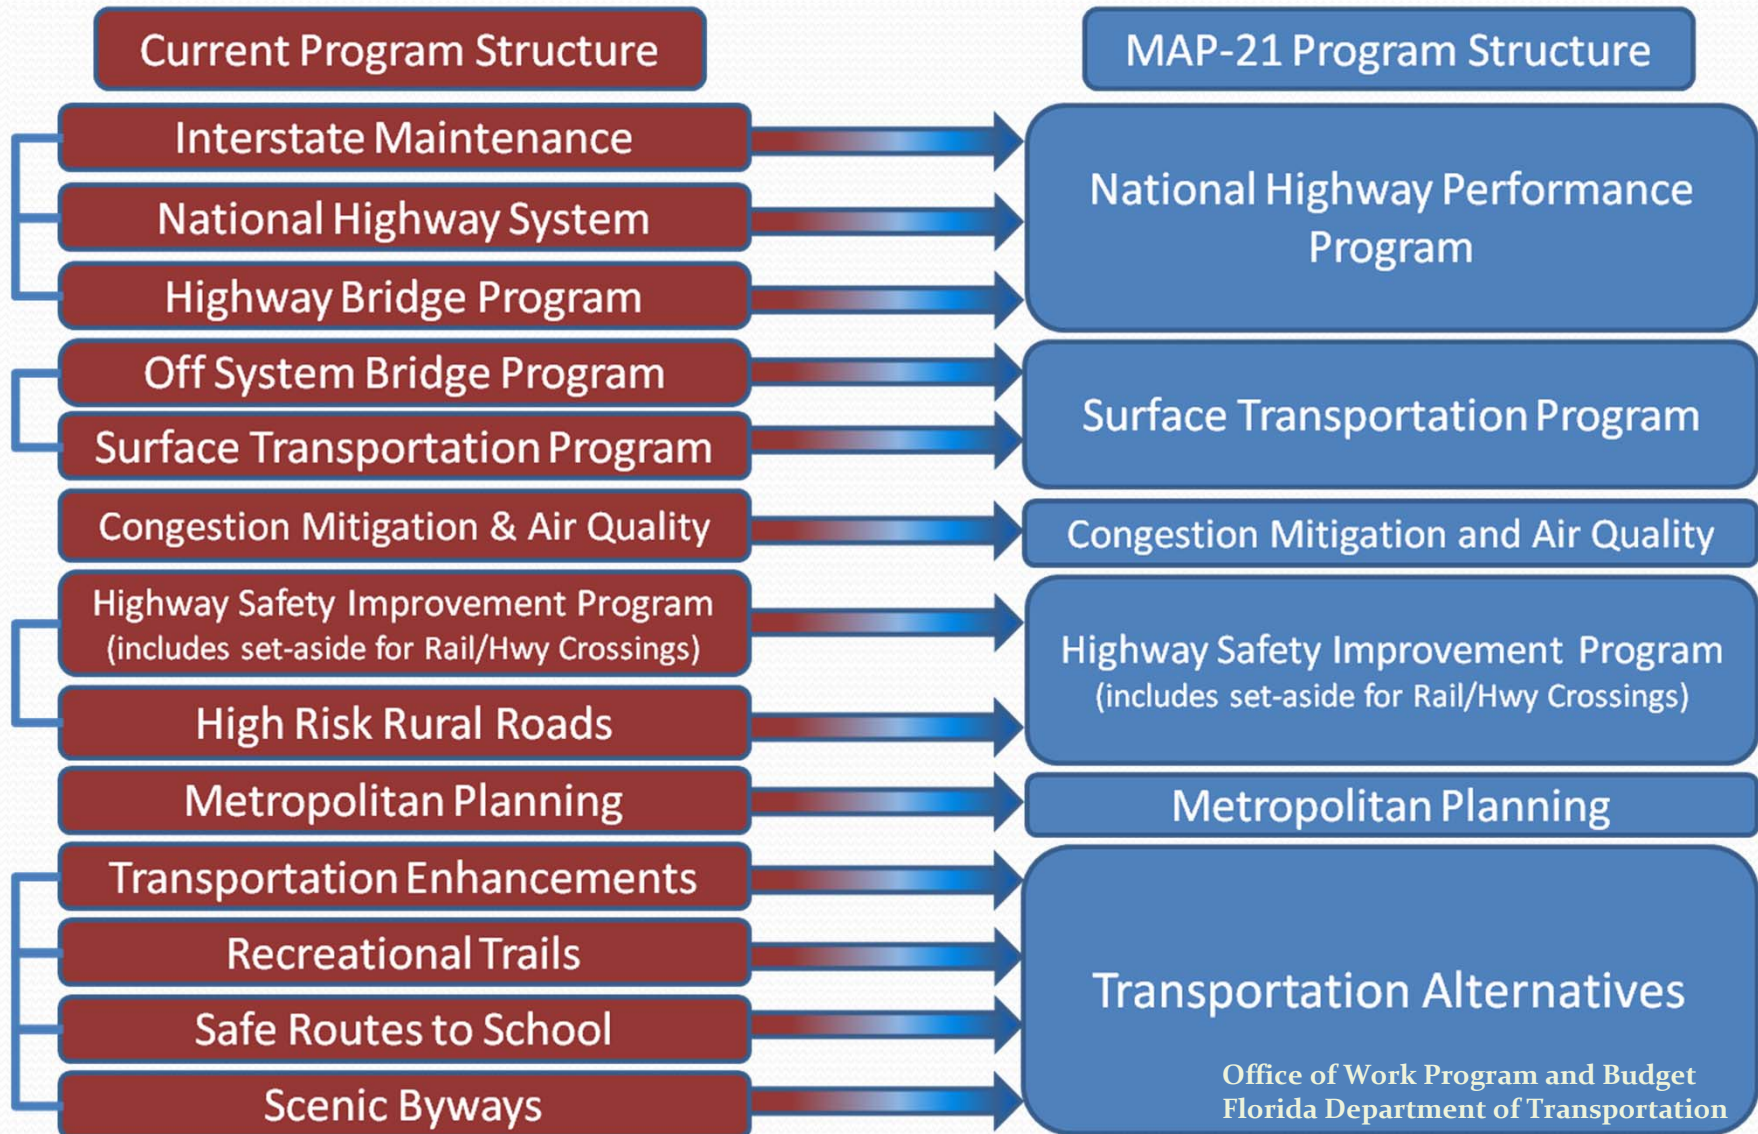 Current Program Structure
MAP-21 Program Structure
Interstate Maintenance
National Highway System
Highway Bridge Program
National Highway Performance
Program
Off System Bridge Program
Surface Transportation Program
Surface Transportation Program
Congestion Mitigation & Air Quality
Congestion Mitigation and Air Quality
Highway Safety Improvement Program
(includes set-aside for Rail/Hwy Crossings)
High Risk Rural Roads
Highway Safety Improvement Program
(includes set-aside for Rail/Hwy Crossings)
Metropolitan Planning
Metropolitan Planning
Transportation Enhancements
Recreational Trails
Safe Routes to School
Scenic Byways
Transportation Alternatives
Office of Work Program and Budget
Florida Department of Transportation